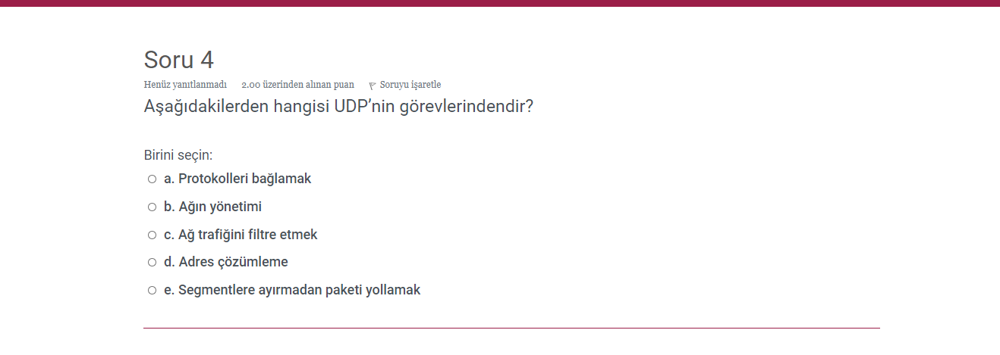 Soru 4
Henüz yanıtlanmadı 2.00 üzerinden alınan puan Soruyu işaretle
Aşağıdakilerden hangisi UDP’nin görevlerindendir?
Birini seçin:
a. Protokolleri bağlamak
b. Ağın yönetimi
c. Ağ trafiğini filtre etmek
d. Adres çözümleme
e. Segmentlere ayırmadan paketi yollamak